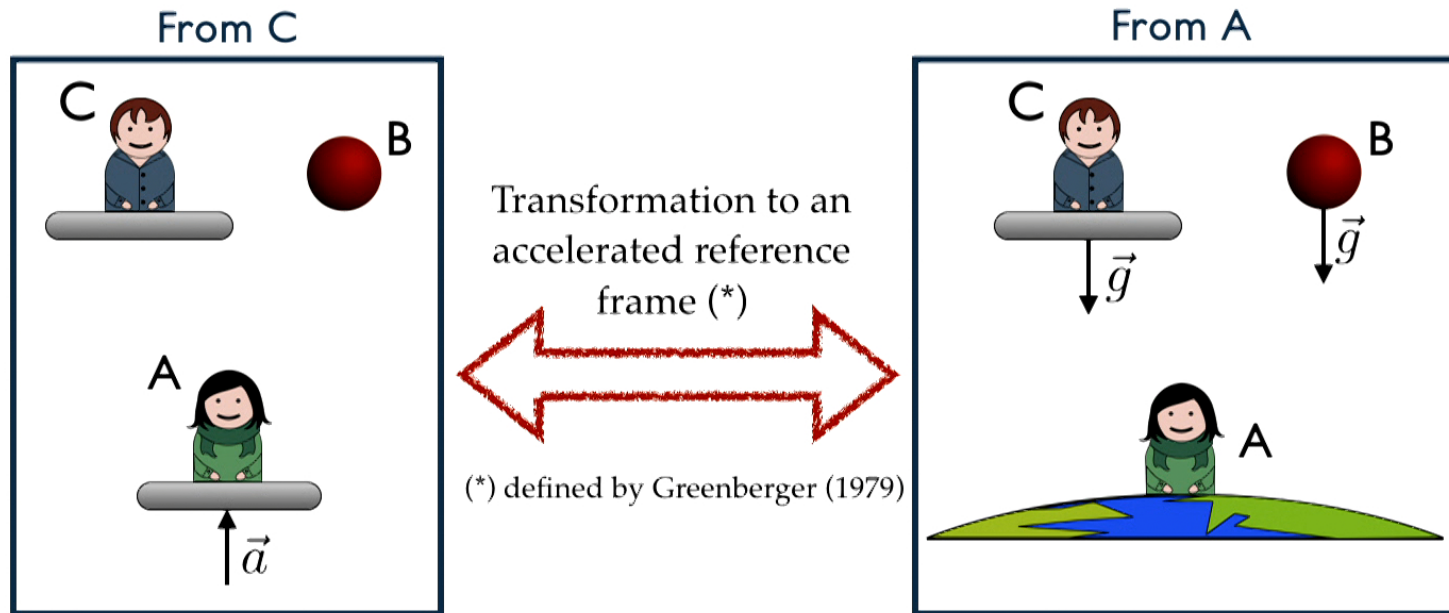 From C
C
B
A
a
Transformation to an
accelerated reference
frame (*)
(*) defined by Greenberger (1979)
From A
C
B
g
g
A